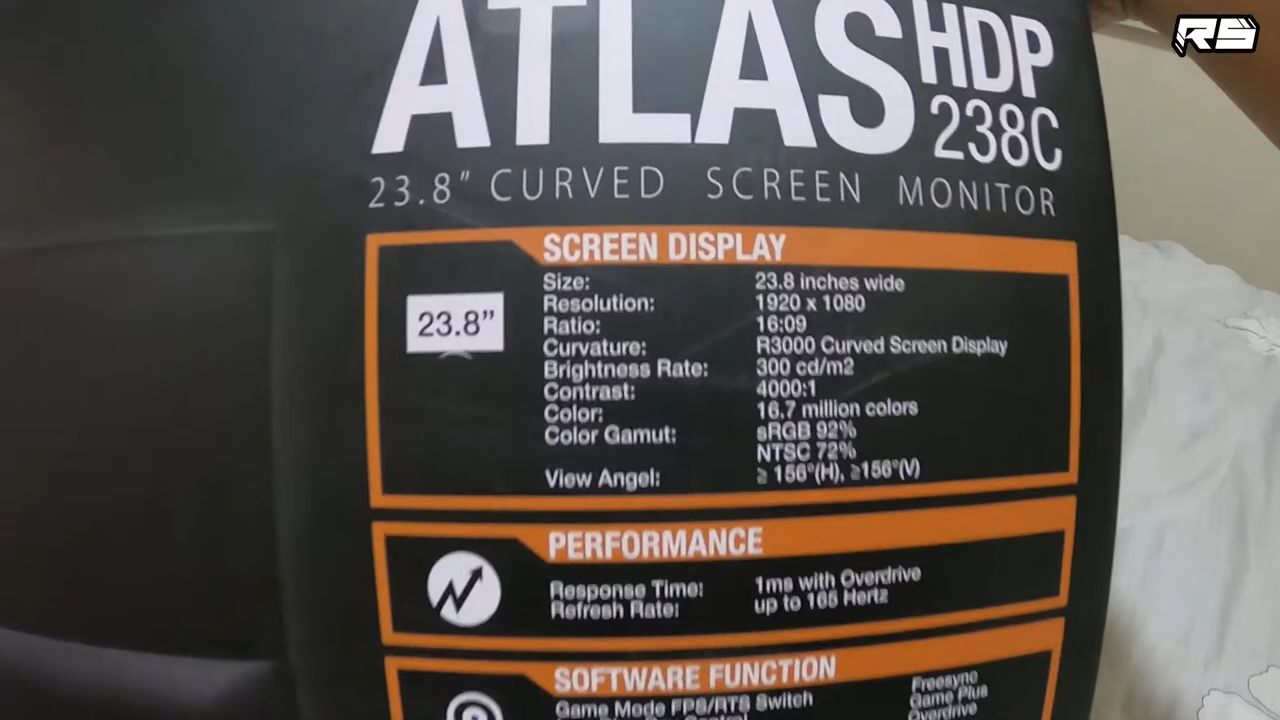 RS
ATLAS HDP
238C
23.8" CURVED SCREEN MONITOR
SCREEN DISPLAY
23.8"
Size: 23.8 inches wide
Resolution: 1920 x 1080
Ratio: 16:09
Curvature: R3000 Curved Screen Display
Brightness Rate: 300 cd/m2
Contrast: 4000:1
Color: 16.7 million colors
Color Gamut: sRGB 92%
NTSC 72%
View Angel: ≥ 156°(H), ≥156°(V)
PERFORMANCE
Response Time: 1ms with Overdrive
Refresh Rate: up to 165 Hertz
SOFTWARE FUNCTION
Game Mode FPS/RTS Switch Freesync
Game Plus
Overdrive